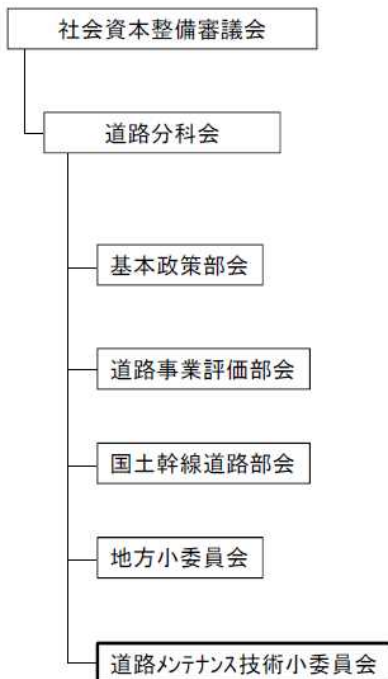 社会資本整備審議会
道路分科会
基本政策部会
道路事業評価部会
国土幹線道路部会
地方小委員会
道路メンテナンス技術小委員会